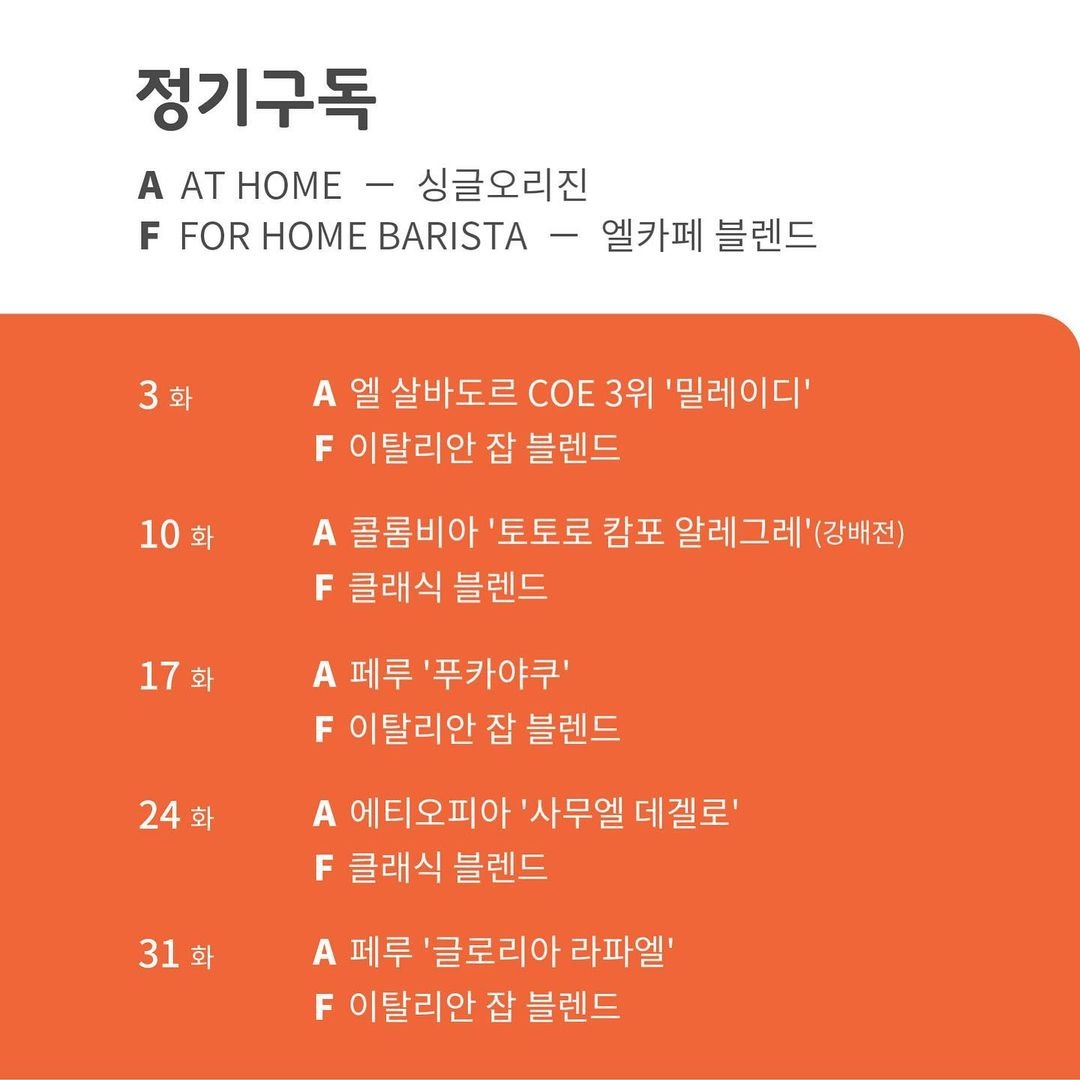 정기구독
A AT HOME — 싱글오리진
F FOR HOME BARISTA — 엘카페 블렌드
3 화 A 엘 살바도르 COE 3위 '밀레이디'
F 이탈리안 잡 블렌드
10 화 A 콜롬비아 '토토로 캄포 알레그레'(강배전)
F 클래식 블렌드
17 화 A 페루 '푸카야쿠'
F 이탈리안 잡 블렌드
24 화 A 에티오피아 '사무엘 데겔로'
F 클래식 블렌드
31 화 A 페루 '글로리아 라파엘'
F 이탈리안 잡 블렌드